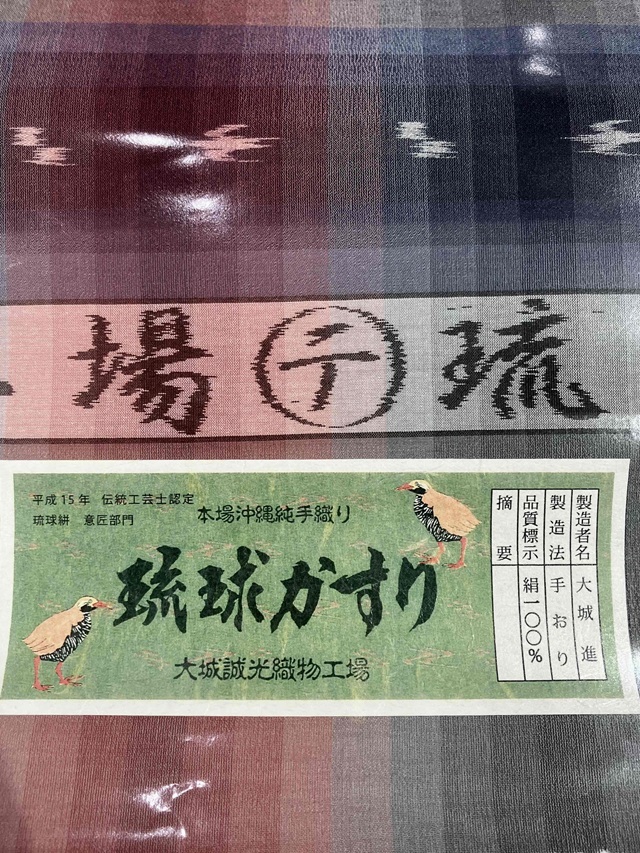 場 テ 琉
平成15年 伝統工芸士認定
琉球絣 意匠部門
本場沖縄純手織り
琉球かすり
大城誠光織物工場
製造者名 大城進
製造法 手おり
品質標示 絹一〇〇%
摘要